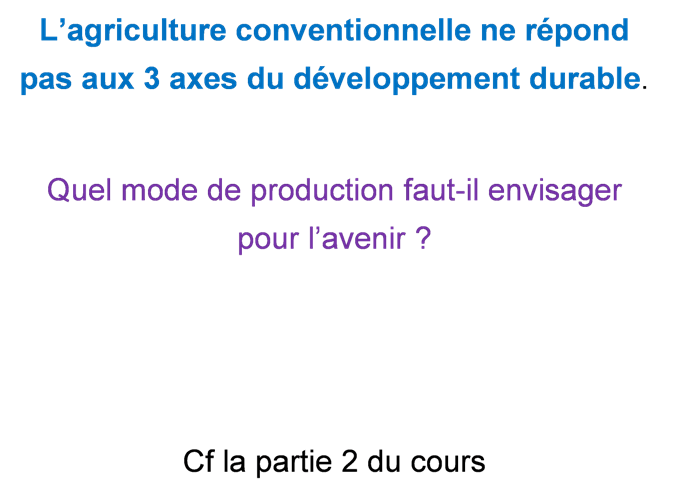 L’agriculture conventionnelle ne répond
pas aux 3 axes du développement durable.
Quel mode de production faut-il envisager
pour l’avenir ?
Cf la partie 2 du cours